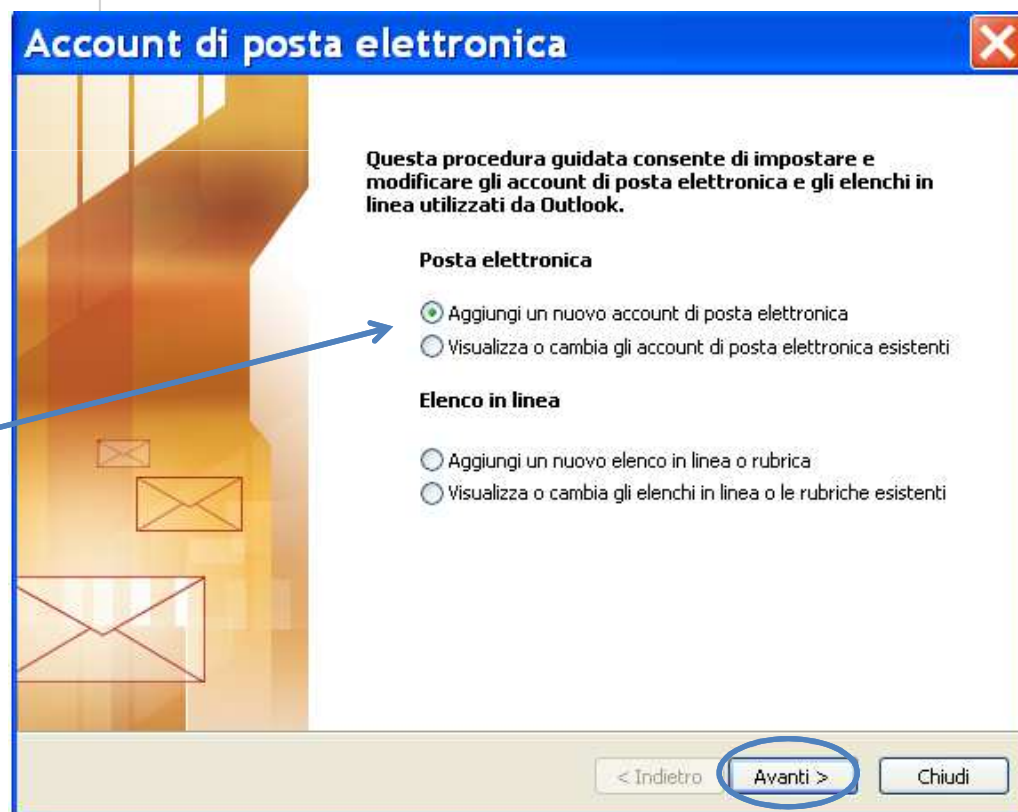 Account di posta elettronica
Questa procedura guidata consente di impostare e
modificare gli account di posta elettronica e gli elenchi in
linea utilizzati da Outlook.
Posta elettronica
Aggiungi un nuovo account di posta elettronica
Visualizza o cambia gli account di posta elettronica esistenti
Elenco in linea
Aggiungi un nuovo elenco in linea o rubrica
Visualizza o cambia gli elenchi in linea o le rubriche esistenti
< Indietro Avanti > Chiudi